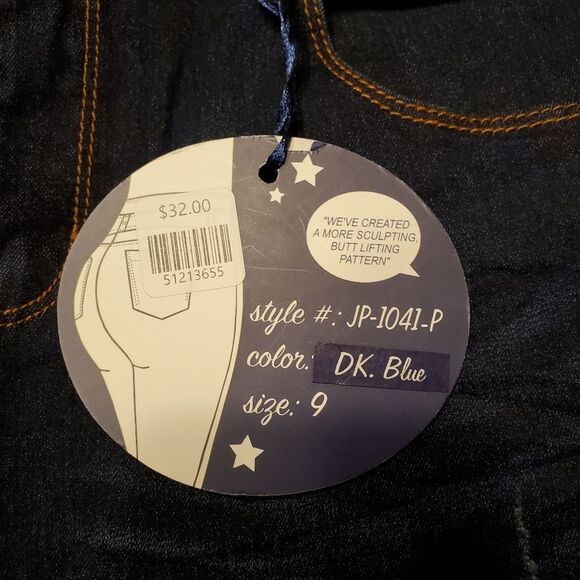 $32.00
51213655
"WE'VE CREATED
A MORE SCULPTING,
BUTT LIFTING
PATTERN"
style #: JP-1041-P
color: DK. Blue
size: 9